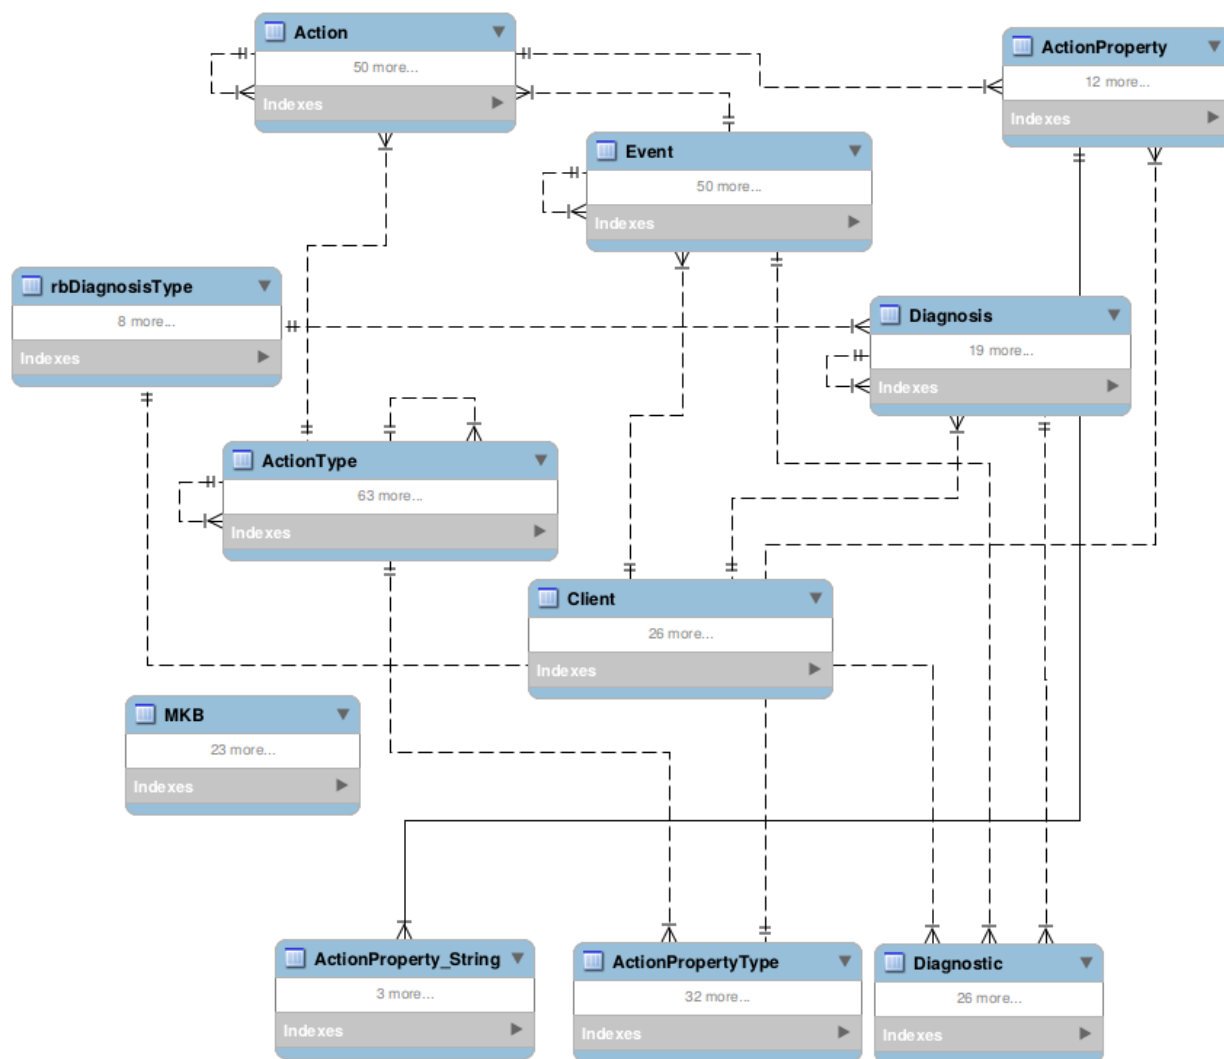 Action
50 more...
Indexes
ActionProperty
12 more...
Indexes
Event
50 more...
Indexes
rbDiagnosisType
8 more...
Indexes
Diagnosis
19 more...
Indexes
ActionType
63 more...
Indexes
Client
26 more...
Indexes
MKB
23 more...
Indexes
ActionProperty_String
3 more...
Indexes
ActionPropertyType
32 more...
Indexes
Diagnostic
26 more...
Indexes